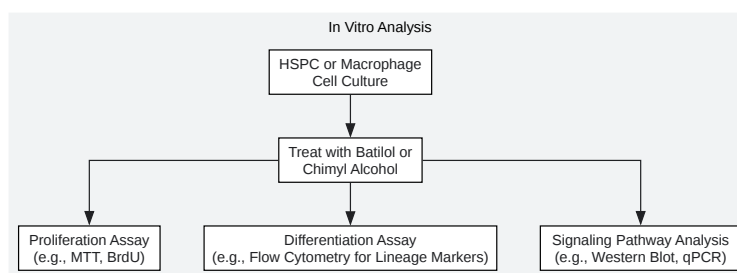 In Vitro Analysis
HSPC or Macrophage
Cell Culture
Treat with Batilol or
Chimyl Alcohol
Proliferation Assay
(e.g., MTT, BrdU)
Differentiation Assay
(e.g., Flow Cytometry for Lineage Markers)
Signaling Pathway Analysis
(e.g., Western Blot, qPCR)